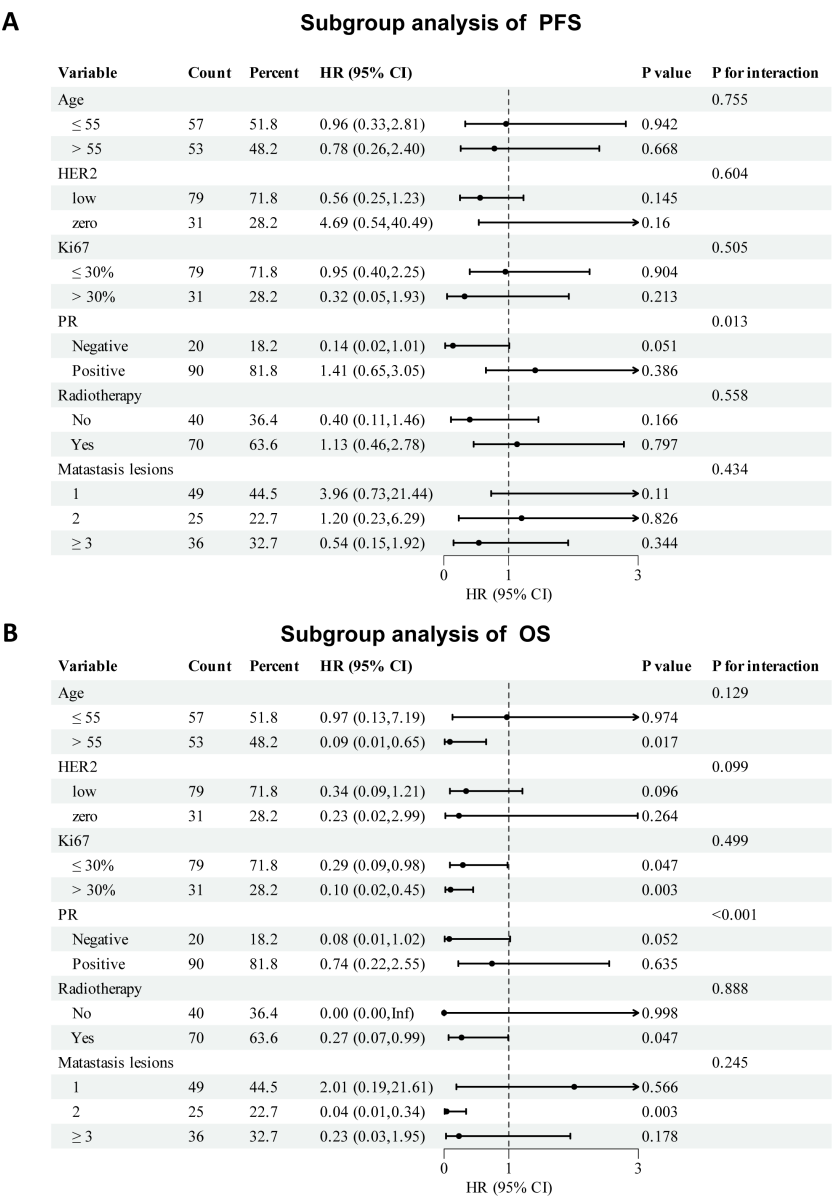 A
Subgroup analysis of PFS
Variable Count Percent HR (95% CI) P value P for interaction
Age 0.755
≤ 55 57 51.8 0.96 (0.33,2.81) 0.942
> 55 53 48.2 0.78 (0.26,2.40) 0.668
HER2 0.604
low 79 71.8 0.56 (0.25,1.23) 0.145
zero 31 28.2 4.69 (0.54,40.49) 0.16
Ki67 0.505
≤ 30% 79 71.8 0.95 (0.40,2.25) 0.904
> 30% 31 28.2 0.32 (0.05,1.93) 0.213
PR 0.013
Negative 20 18.2 0.14 (0.02,1.01) 0.051
Positive 90 81.8 1.41 (0.65,3.05) 0.386
Radiotherapy 0.558
No 40 36.4 0.40 (0.11,1.46) 0.166
Yes 70 63.6 1.13 (0.46,2.78) 0.797
Matastasis lesions 0.434
1 49 44.5 3.96 (0.73,21.44) 0.11
2 25 22.7 1.20 (0.23,6.29) 0.826
≥ 3 36 32.7 0.54 (0.15,1.92) 0.344
0 1 3
HR (95% CI)
B
Subgroup analysis of OS
Variable Count Percent HR (95% CI) P value P for interaction
Age 0.129
≤ 55 57 51.8 0.97 (0.13,7.19) 0.974
> 55 53 48.2 0.09 (0.01,0.65) 0.017
HER2 0.099
low 79 71.8 0.34 (0.09,1.21) 0.096
zero 31 28.2 0.23 (0.02,2.99) 0.264
Ki67 0.499
≤ 30% 79 71.8 0.29 (0.09,0.98) 0.047
> 30% 31 28.2 0.10 (0.02,0.45) 0.003
PR <0.001
Negative 20 18.2 0.08 (0.01,1.02) 0.052
Positive 90 81.8 0.74 (0.22,2.55) 0.635
Radiotherapy 0.888
No 40 36.4 0.00 (0.00,Inf) 0.998
Yes 70 63.6 0.27 (0.07,0.99) 0.047
Matastasis lesions 0.245
1 49 44.5 2.01 (0.19,21.61) 0.566
2 25 22.7 0.04 (0.01,0.34) 0.003
≥ 3 36 32.7 0.23 (0.03,1.95) 0.178
0 1 3
HR (95% CI)